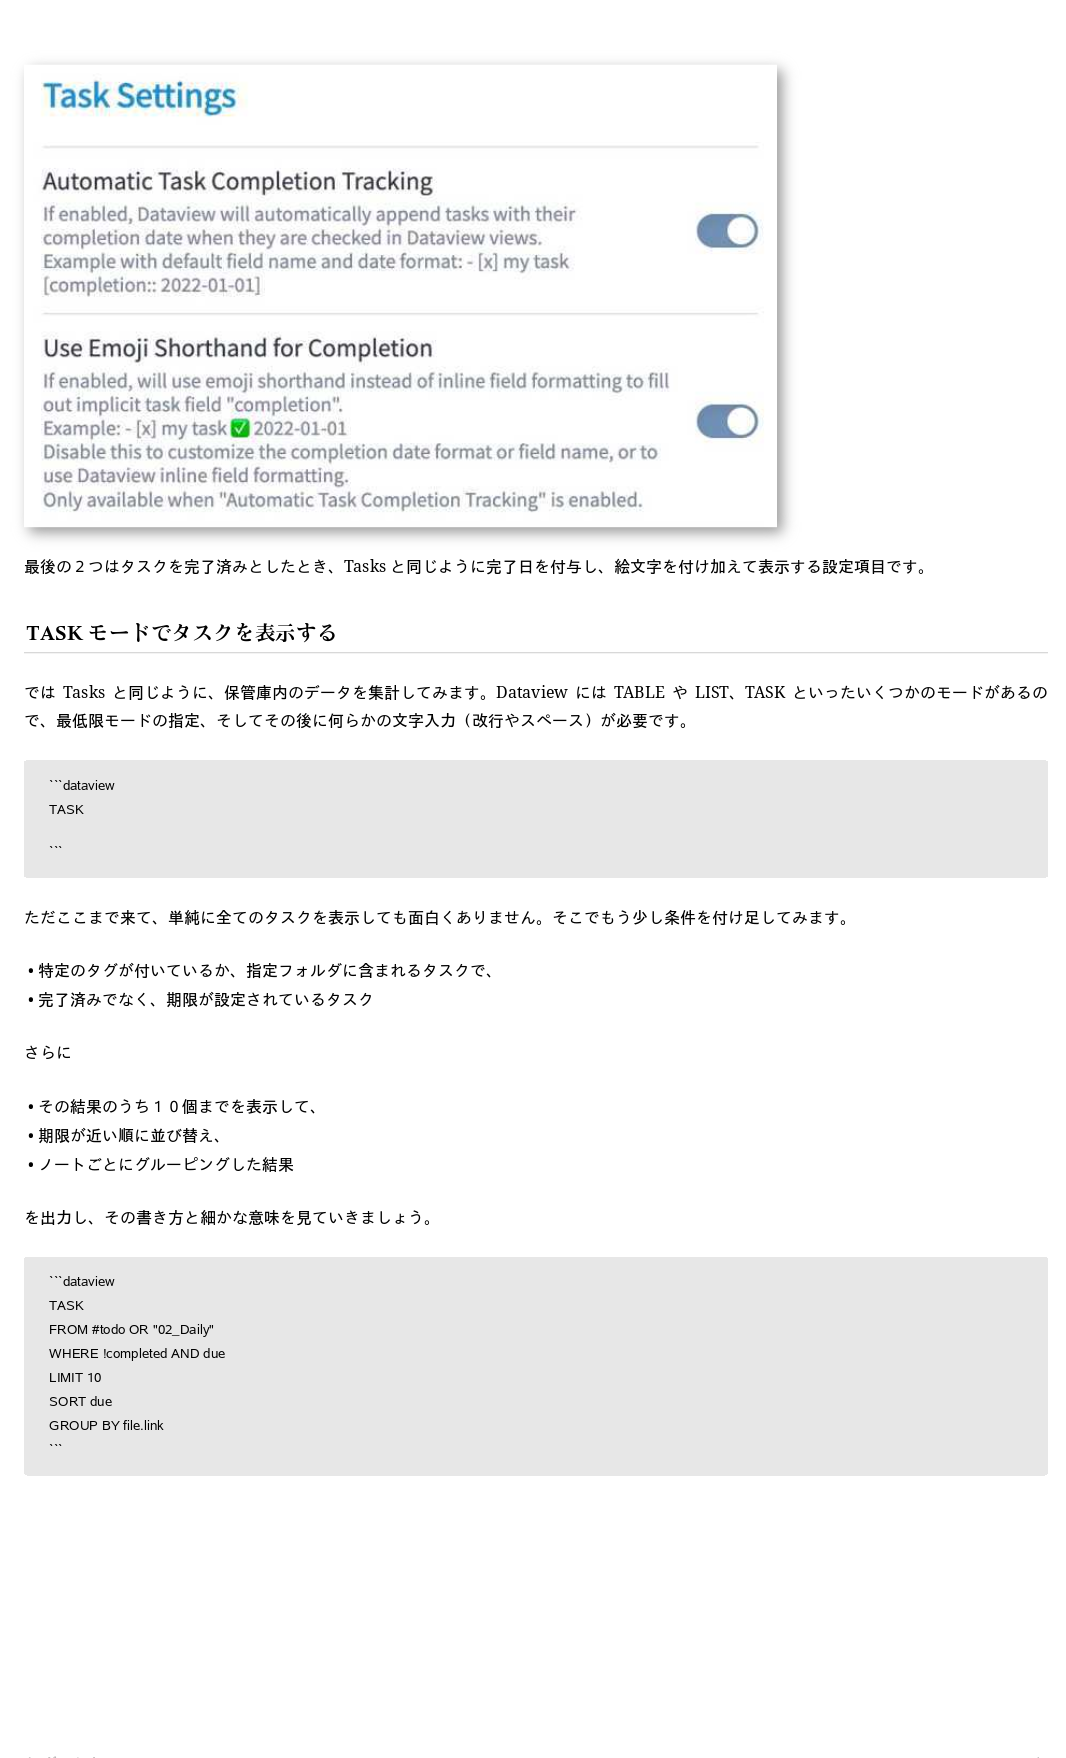 Task Settings
Automatic Task Completion Tracking
If enabled, Dataview will automatically append tasks with their
completion date when they are checked in Dataview views.
Example with default field name and date format: - [x] my task
[completion:: 2022-01-01]
Use Emoji Shorthand for Completion
If enabled, will use emoji shorthand instead of inline field formatting to fill
out implicit task field "completion".
Example: - [x] my task ✅ 2022-01-01
Disable this to customize the completion date format or field name, or to
use Dataview inline field formatting.
Only available when "Automatic Task Completion Tracking" is enabled.
最後の２つはタスクを完了済みとしたとき、Tasks と同じように完了日を付与し、絵文字を付け加えて表示する設定項目です。
TASK モードでタスクを表示する
では Tasks と同じように、保管庫内のデータを集計してみます。Dataview には TABLE や LIST、TASK といったいくつかのモードがあるの
で、最低限モードの指定、そしてその後に何らかの文字入力（改行やスペース）が必要です。
```dataview
TASK
```
ただここまで来て、単純に全てのタスクを表示しても面白くありません。そこでもう少し条件を付け足してみます。
• 特定のタグが付いているか、指定フォルダに含まれるタスクで、
• 完了済みでなく、期限が設定されているタスク
さらに
• その結果のうち１０個までを表示して、
• 期限が近い順に並び替え、
• ノートごとにグルーピングした結果
を出力し、その書き方と細かな意味を見ていきましょう。
```dataview
TASK
FROM #todo OR "02_Daily"
WHERE !completed AND due
LIMIT 10
SORT due
GROUP BY file.link
```